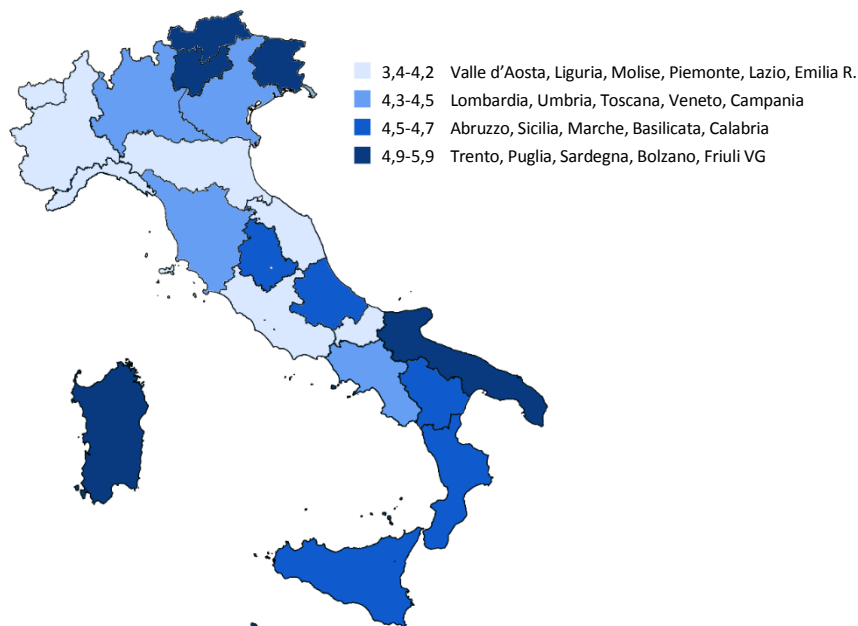 3,4-4,2 Valle d’Aosta, Liguria, Molise, Piemonte, Lazio, Emilia R.
4,3-4,5 Lombardia, Umbria, Toscana, Veneto, Campania
4,5-4,7 Abruzzo, Sicilia, Marche, Basilicata, Calabria
4,9-5,9 Trento, Puglia, Sardegna, Bolzano, Friuli VG